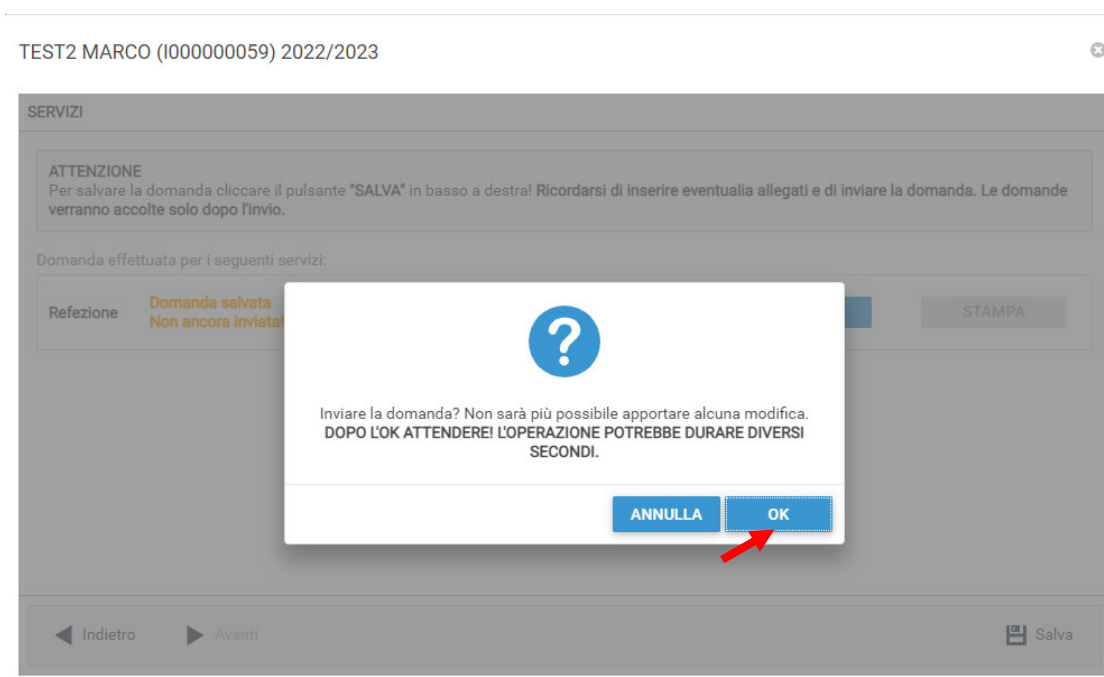 TEST2 MARCO (I000000059) 2022/2023
SERVIZI
ATTENZIONE
Per salvare la domanda cliccare il pulsante "SALVA" in basso a destra! Ricordarsi di inserire eventualia allegati e di inviare la domanda. Le domande
verranno accolte solo dopo l'invio.
Domanda effettuata per i seguenti servizi:
Refezione
Domanda salvata
Non ancora inviata!
STAMPA
Inviare la domanda? Non sarà più possibile apportare alcuna modifica.
DOPO L'OK ATTENDERE! L'OPERAZIONE POTREBBE DURARE DIVERSI
SECONDI.
ANNULLA
OK
Indietro
Avanti
Salva